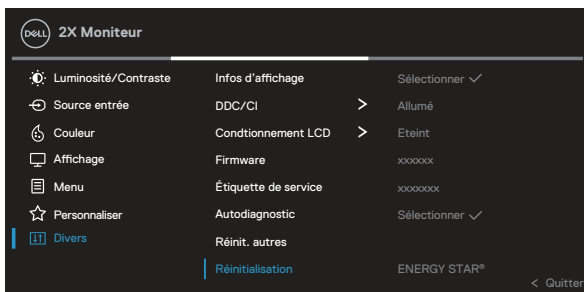 DELL 2X Moniteur
Luminosité/Contraste Infos d'affichage Sélectionner ✓
Source entrée DDC/CI > Allumé
Couleur Condtionnement LCD > Eteint
Affichage Firmware xxxxxx
Menu Étiquette de service xxxxxxx
Personnaliser Autodiagnostic Sélectionner ✓
Divers Réinit. autres
Réinitialisation ENERGY STAR®
< Quitter